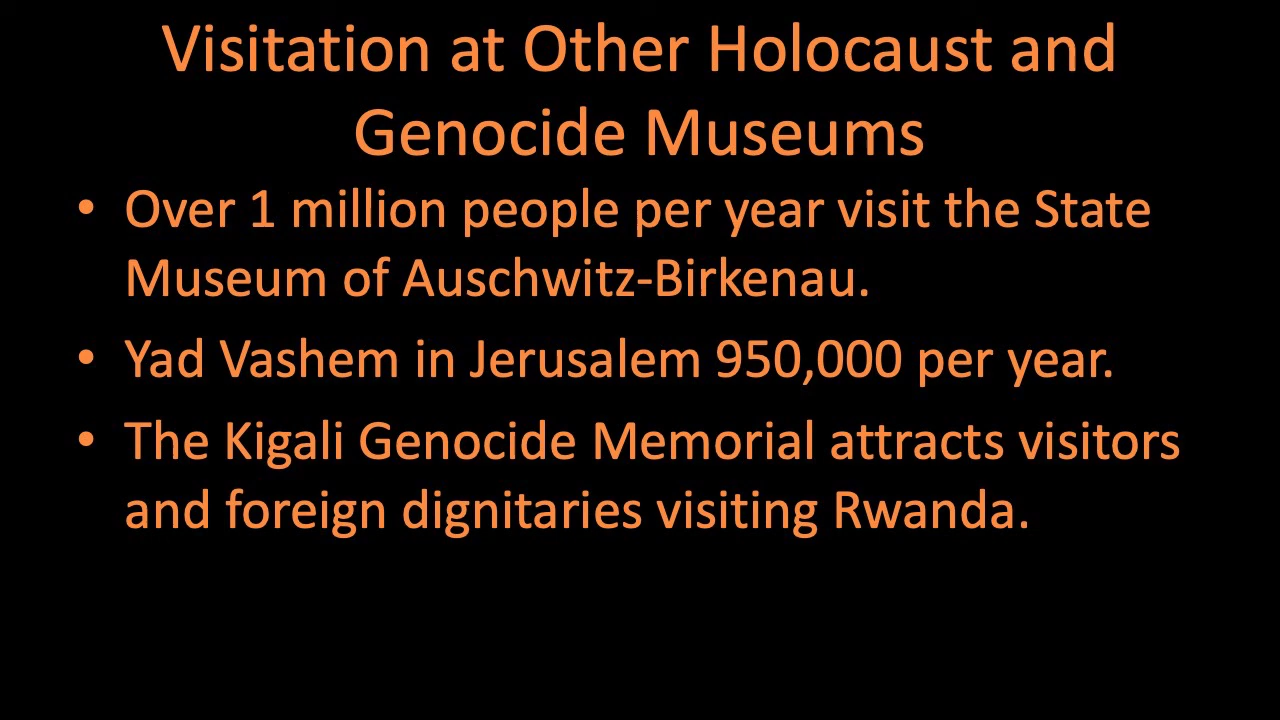 Visitation at Other Holocaust and
Genocide Museums
• Over 1 million people per year visit the State
Museum of Auschwitz-Birkenau.
• Yad Vashem in Jerusalem 950,000 per year.
• The Kigali Genocide Memorial attracts visitors
and foreign dignitaries visiting Rwanda.